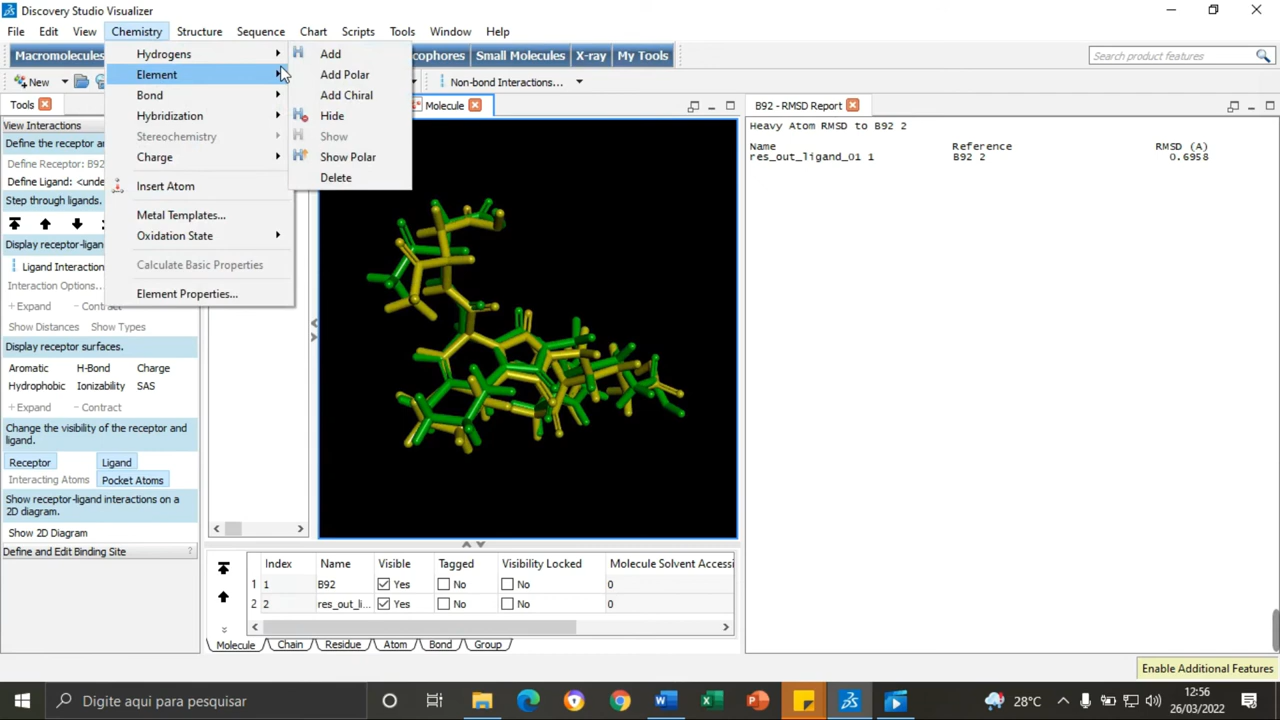 Discovery Studio Visualizer
File Edit View Chemistry Structure Sequence Chart Scripts Tools Window Help
Macromolecules
cophores Small Molecules X-ray My Tools
Search product features
New
Non-bond Interactions...
Hydrogens
Element
Bond
Hybridization
Stereochemistry
Charge
Insert Atom
Metal Templates...
Oxidation State
Calculate Basic Properties
Element Properties...
Add
Add Polar
Add Chiral
Hide
Show
Show Polar
Delete
Tools
View Interactions
Define the receptor an
Define Receptor: B92
Define Ligand: <unde
Step through ligands.
Display receptor-ligand
Ligand Interaction
Interaction Options...
+ Expand - Contract
Show Distances Show Types
Display receptor surfaces.
Aromatic H-Bond Charge
Hydrophobic Ionizability SAS
+ Expand - Contract
Change the visibility of the receptor and
ligand.
Receptor Ligand
Interacting Atoms Pocket Atoms
Show receptor-ligand interactions on a
2D diagram.
Show 2D Diagram
Define and Edit Binding Site ?
Molecule
B92 - RMSD Report
Heavy Atom RMSD to B92 2
Name Reference RMSD (A)
res_out_ligand_01 1 B92 2 0.6958
Index Name Visible Tagged Visibility Locked Molecule Solvent Accessi
1 1 B92 Yes No No 0
2 2 res_out_li... Yes No No 0
Molecule Chain Residue Atom Bond Group
Enable Additional Features
Digite aqui para pesquisar
28°C
12:56
26/03/2022